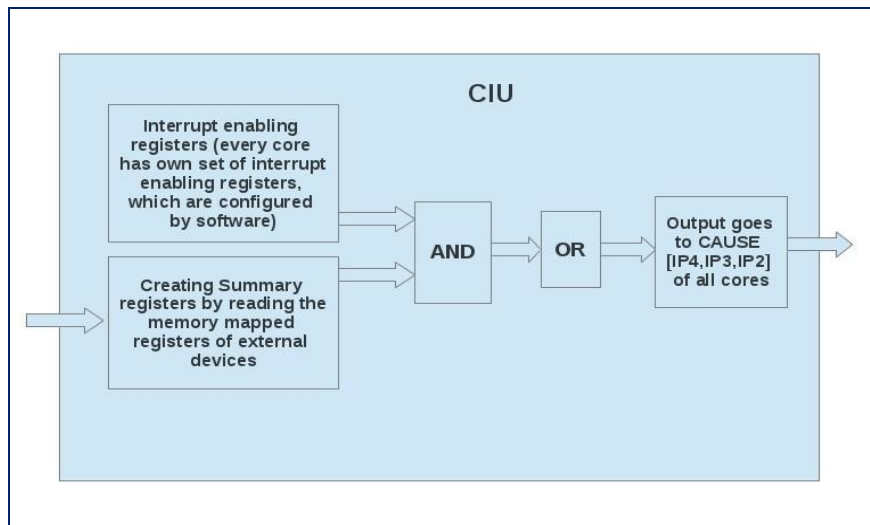 CIU
Interrupt enabling
registers (every core
has own set of interrupt
enabling registers,
which are configured
by software)
Creating Summary
registers by reading the
memory mapped
registers of external
devices
AND
OR
Output goes
to CAUSE
[IP4,IP3,IP2]
of all cores